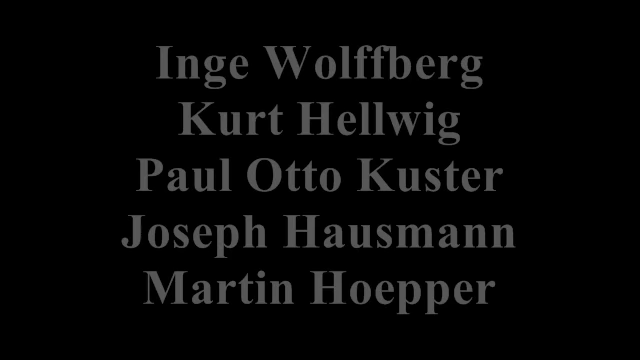 Inge Wolffberg
Kurt Hellwig
Paul Otto Kuster
Joseph Hausmann
Martin Hoepper